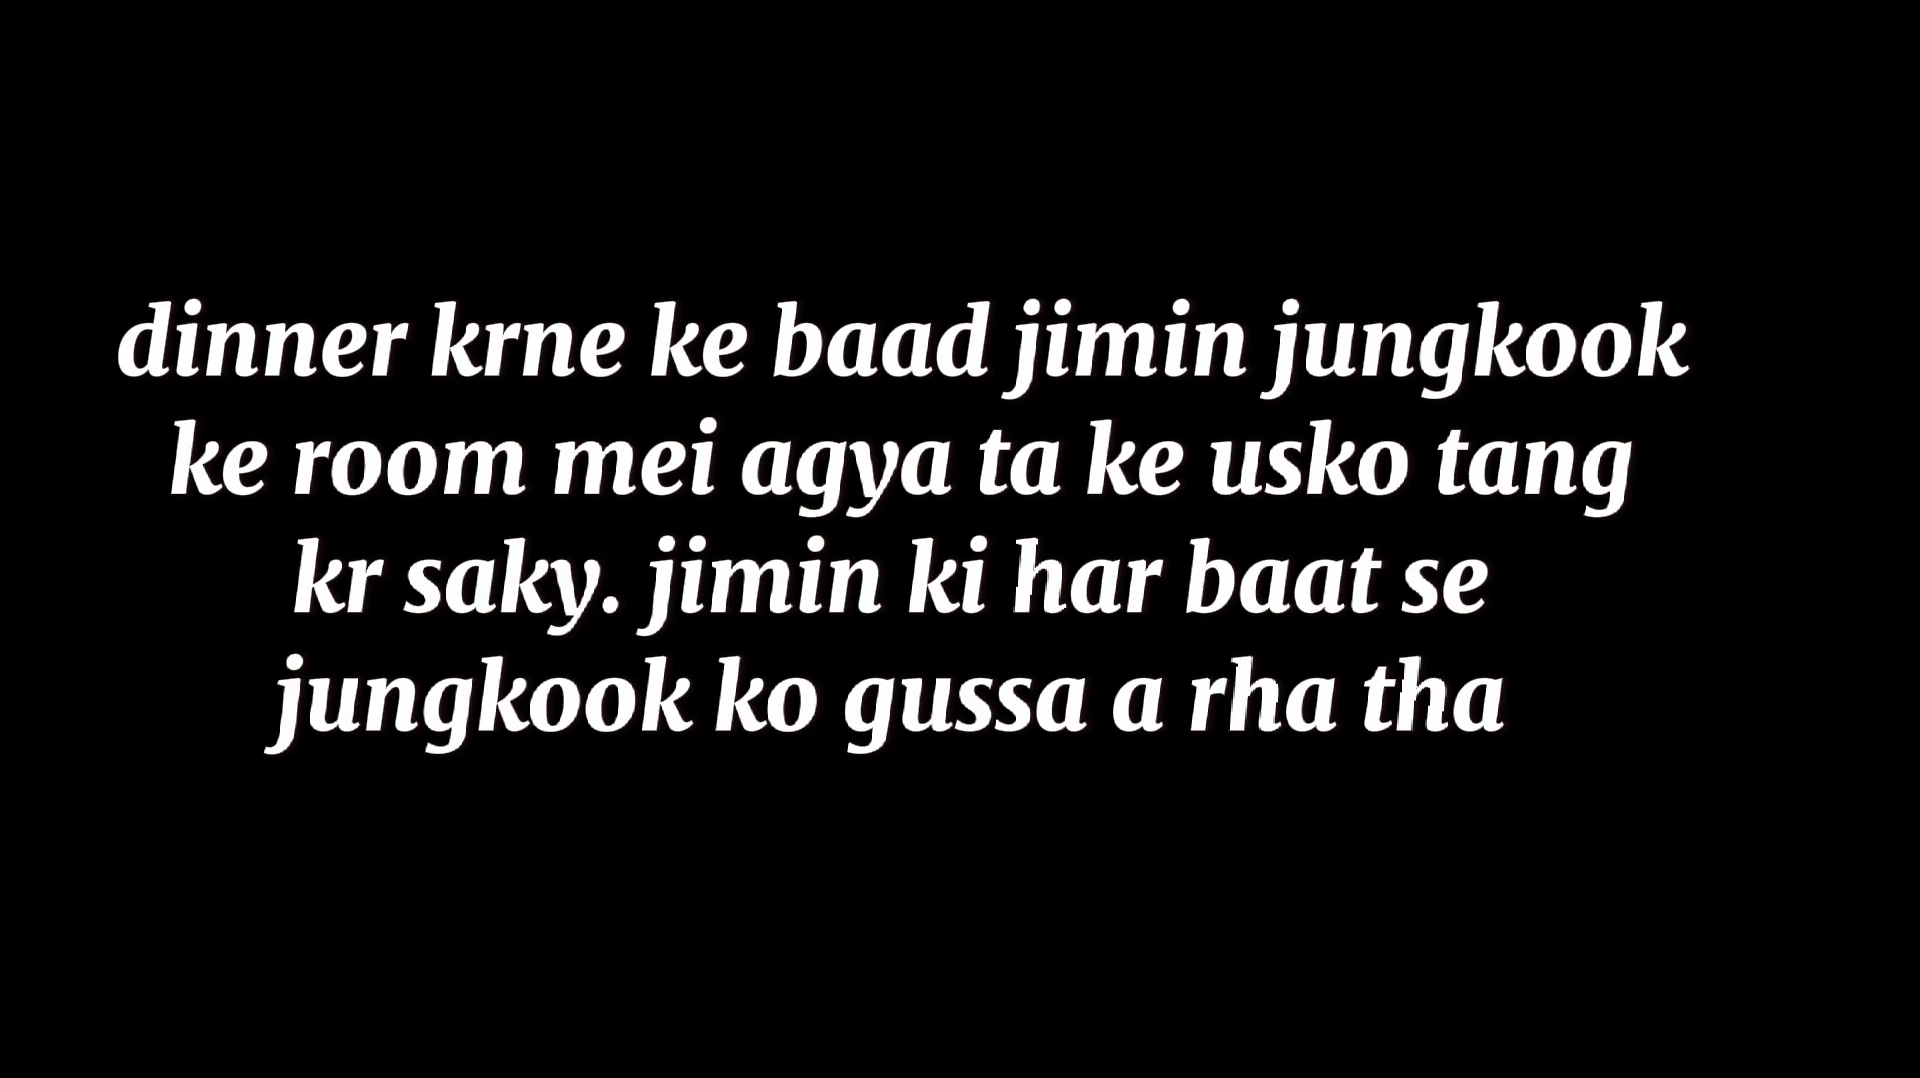 dinner krne ke baad jimin jungkook
ke room mei agya ta ke usko tang
kr saky. jimin ki har baat se
jungkook ko gussa a rha tha